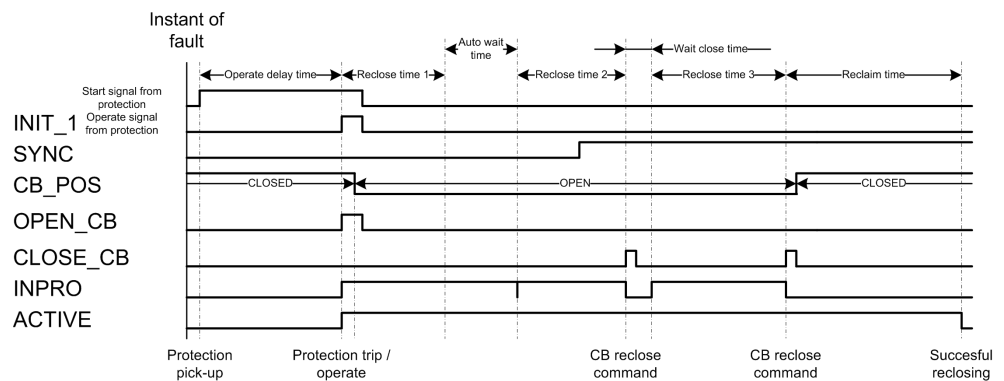 Instant of
fault
Auto wait
time
Wait close time
Operate delay time
Reclose time 1
Reclose time 2
Reclose time 3
Reclaim time
Start signal from
protection
INIT_1
Operate signal
from protection
SYNC
CB_POS
CLOSED
OPEN
CLOSED
OPEN_CB
CLOSE_CB
INPRO
ACTIVE
Protection
pick-up
Protection trip /
operate
CB reclose
command
CB reclose
command
Succesful
reclosing